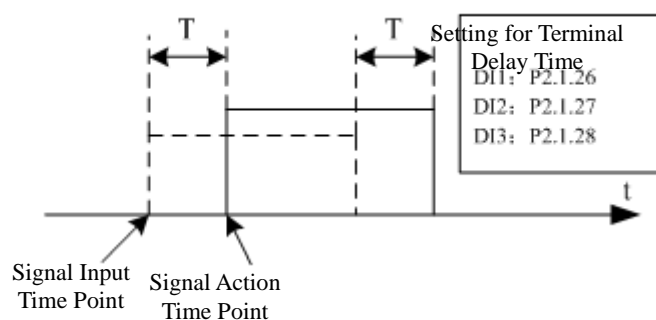 T
T
Setting for Terminal
Delay Time
DI1: P2.1.26
DI2: P2.1.27
DI3: P2.1.28
t
Signal Input
Time Point
Signal Action
Time Point